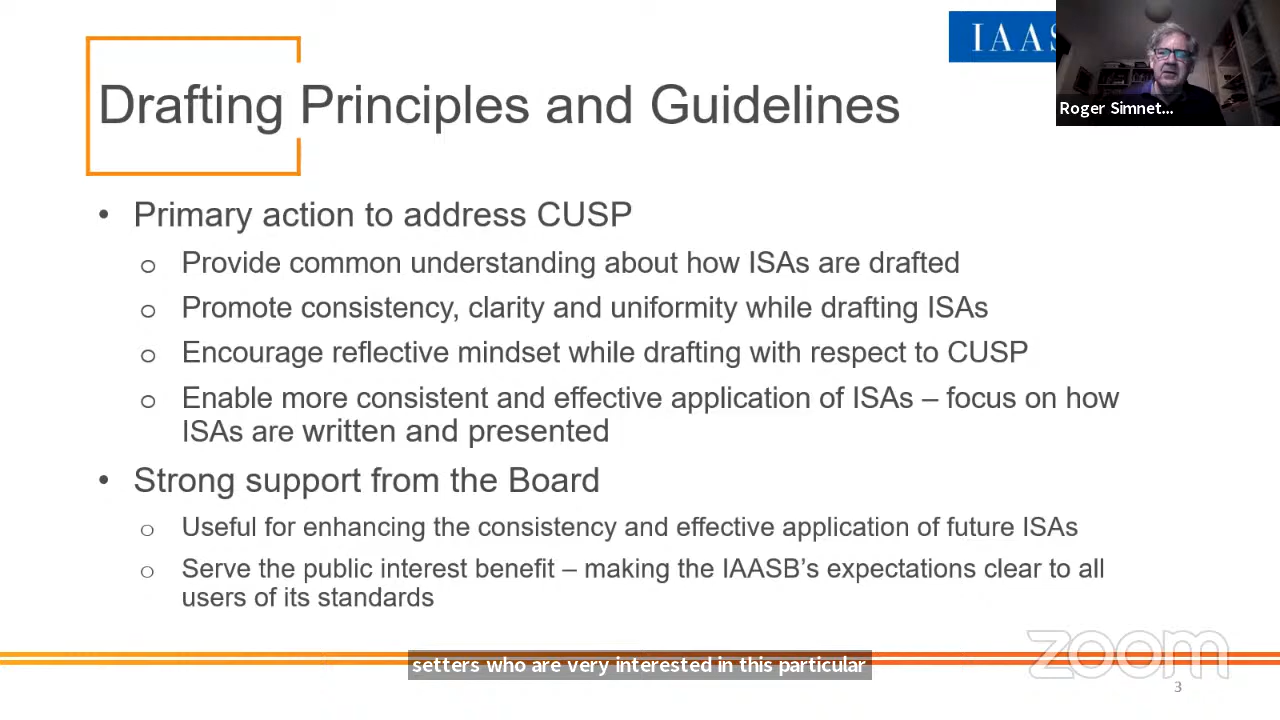 IAAS
Roger Simnet...
Drafting Principles and Guidelines
• Primary action to address CUSP
o Provide common understanding about how ISAs are drafted
o Promote consistency, clarity and uniformity while drafting ISAs
o Encourage reflective mindset while drafting with respect to CUSP
o Enable more consistent and effective application of ISAs – focus on how
ISAs are written and presented
• Strong support from the Board
o Useful for enhancing the consistency and effective application of future ISAs
o Serve the public interest benefit – making the IAASB's expectations clear to all
users of its standards
zoom
setters who are very interested in this particular
3